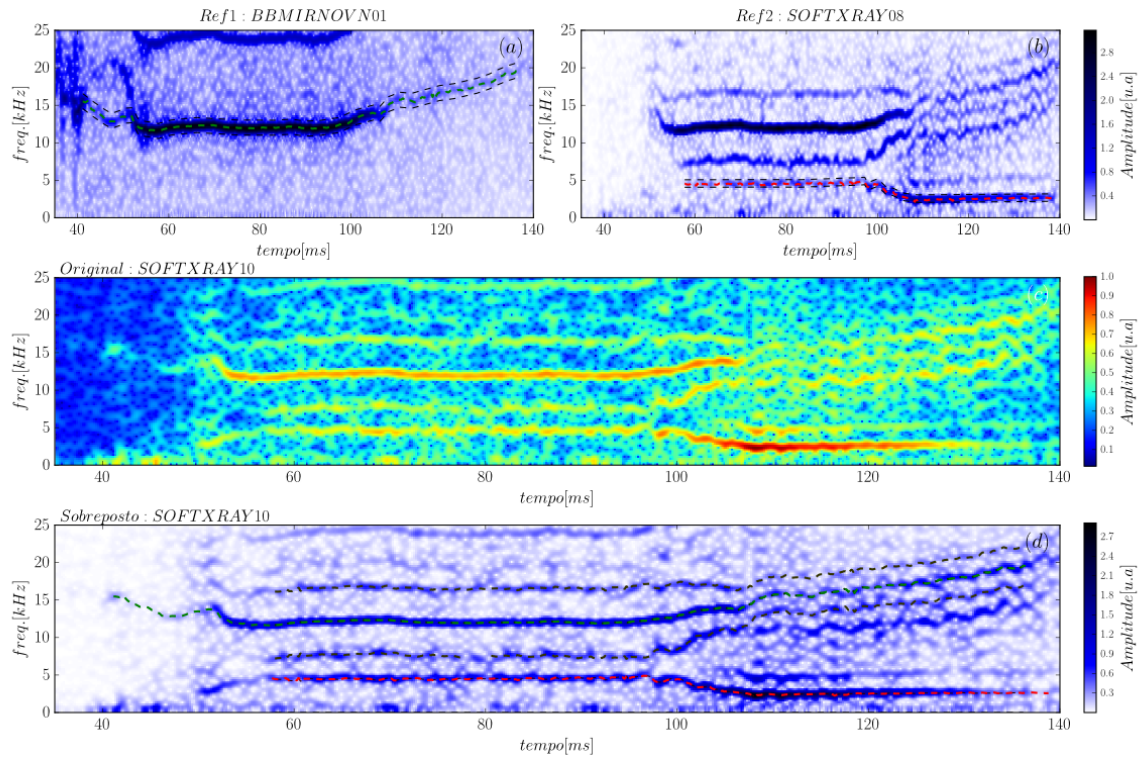 Ref1 : BBMIRNOVN01
Ref2 : SOFTXRAY08
(a)
(b)
25
20
15
10
5
0
freq.[kHz]
40 60 80 100 120 140
tempo[ms]
25
20
15
10
5
0
freq.[kHz]
40 60 80 100 120 140
tempo[ms]
2.8
2.4
2.0
1.6
1.2
0.8
0.4
Amplitude[u.a]
Original : SOFTXRAY10
(c)
25
20
15
10
5
0
freq.[kHz]
40 60 80 100 120 140
tempo[ms]
1.0
0.9
0.8
0.7
0.6
0.5
0.4
0.3
0.2
0.1
Amplitude[u.a]
Sobreposto : SOFTXRAY10
(d)
25
20
15
10
5
0
freq.[kHz]
40 60 80 100 120 140
tempo[ms]
2.7
2.4
2.1
1.8
1.5
1.2
0.9
0.6
0.3
Amplitude[u.a]